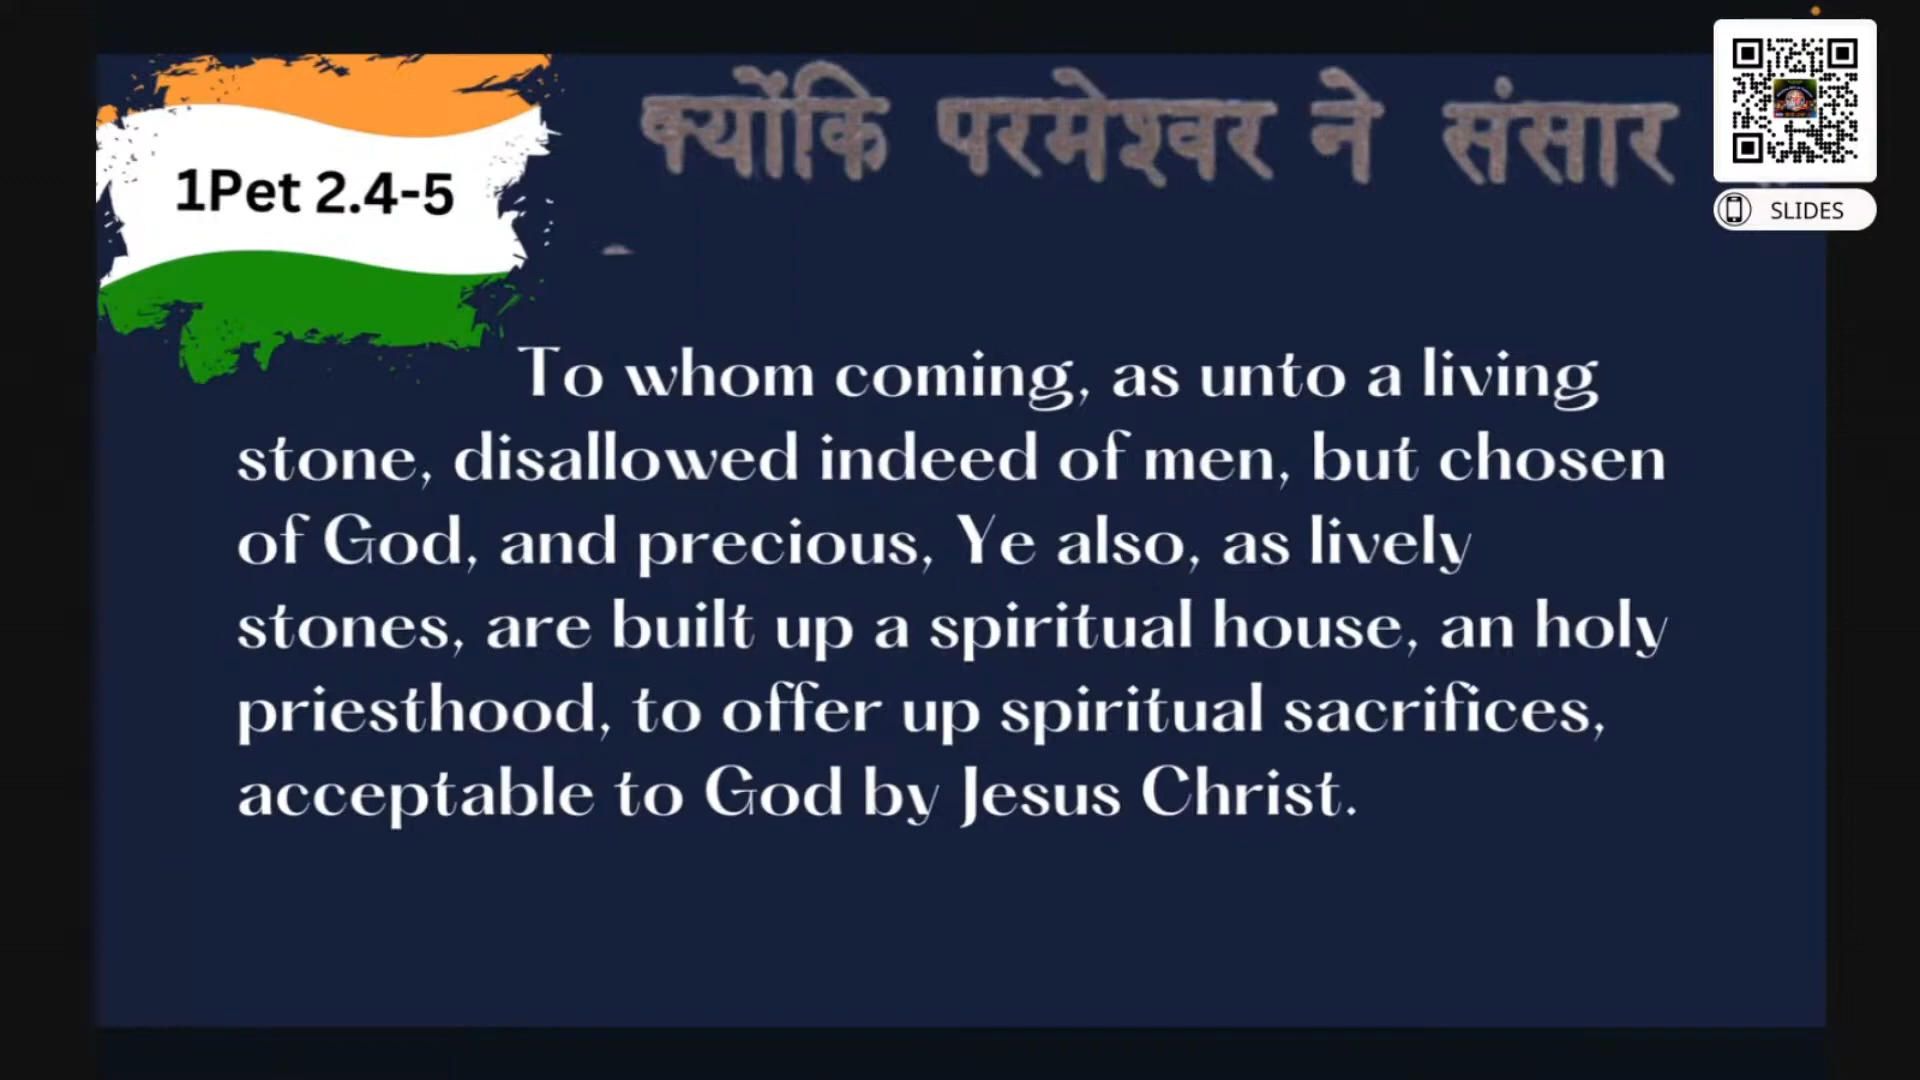 1Pet 2.4-5
क्योंकि परमेश्वर ने संसार
SLIDES
To whom coming, as unto a living
stone, disallowed indeed of men, but chosen
of God, and precious, Ye also, as lively
stones, are built up a spiritual house, an holy
priesthood, to offer up spiritual sacrifices,
acceptable to God by Jesus Christ.